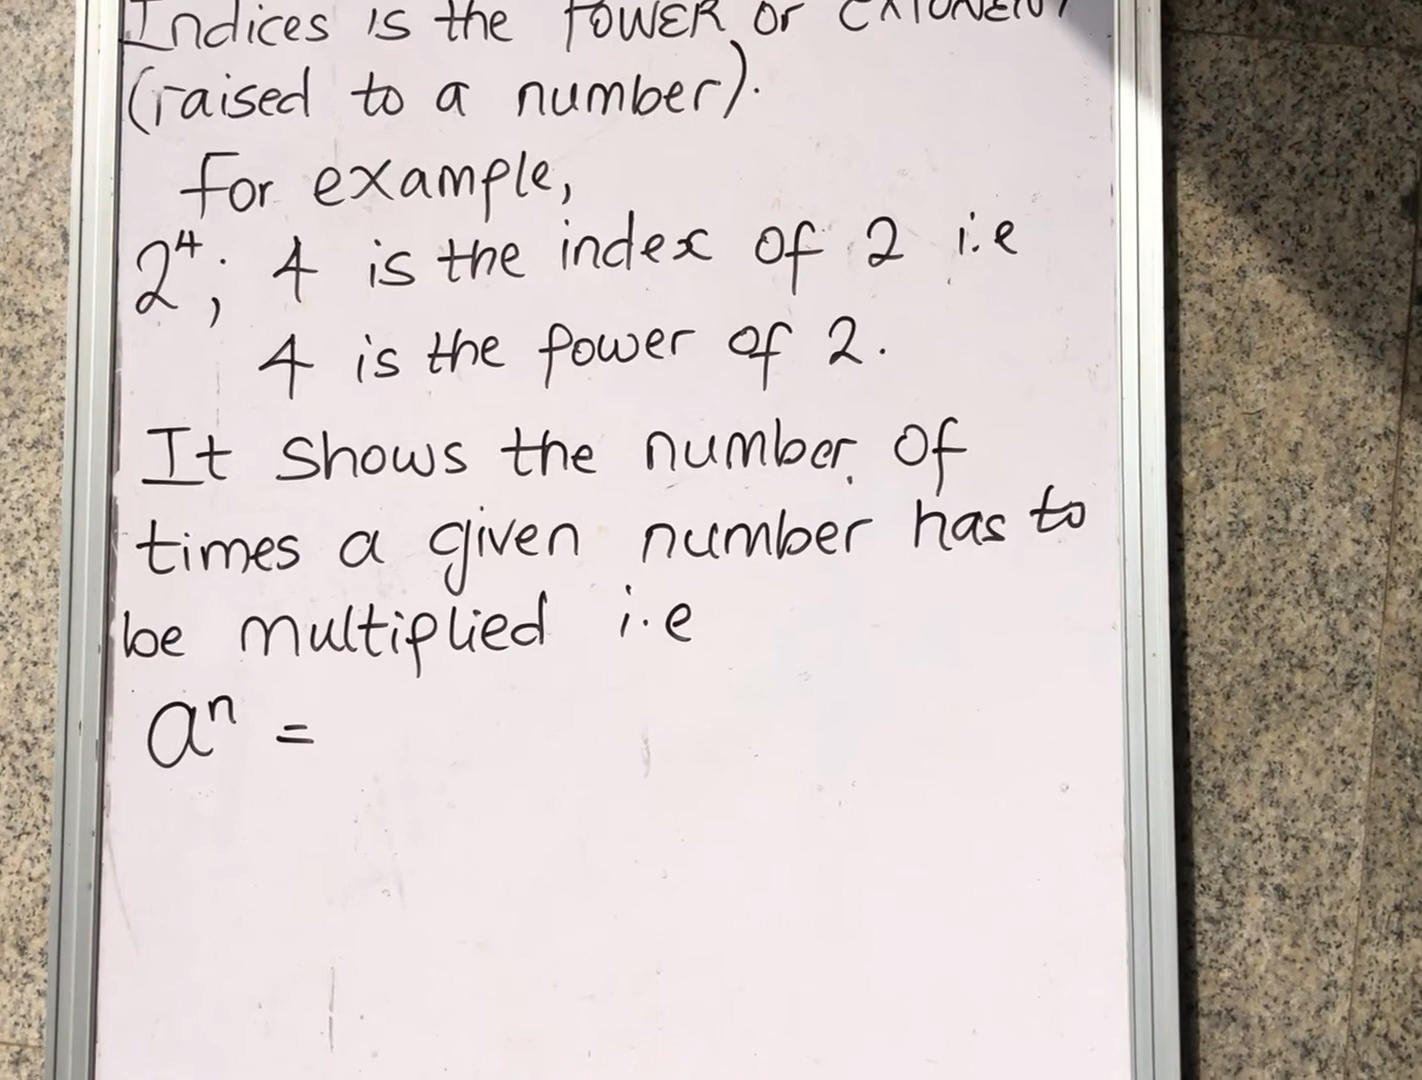 Indices is the POWER or EXPONENT
(raised to a number).
For example,
2⁴; 4 is the index of 2 i.e
4 is the power of 2.
It shows the number of
times a given number has to
be multiplied i.e
aⁿ =